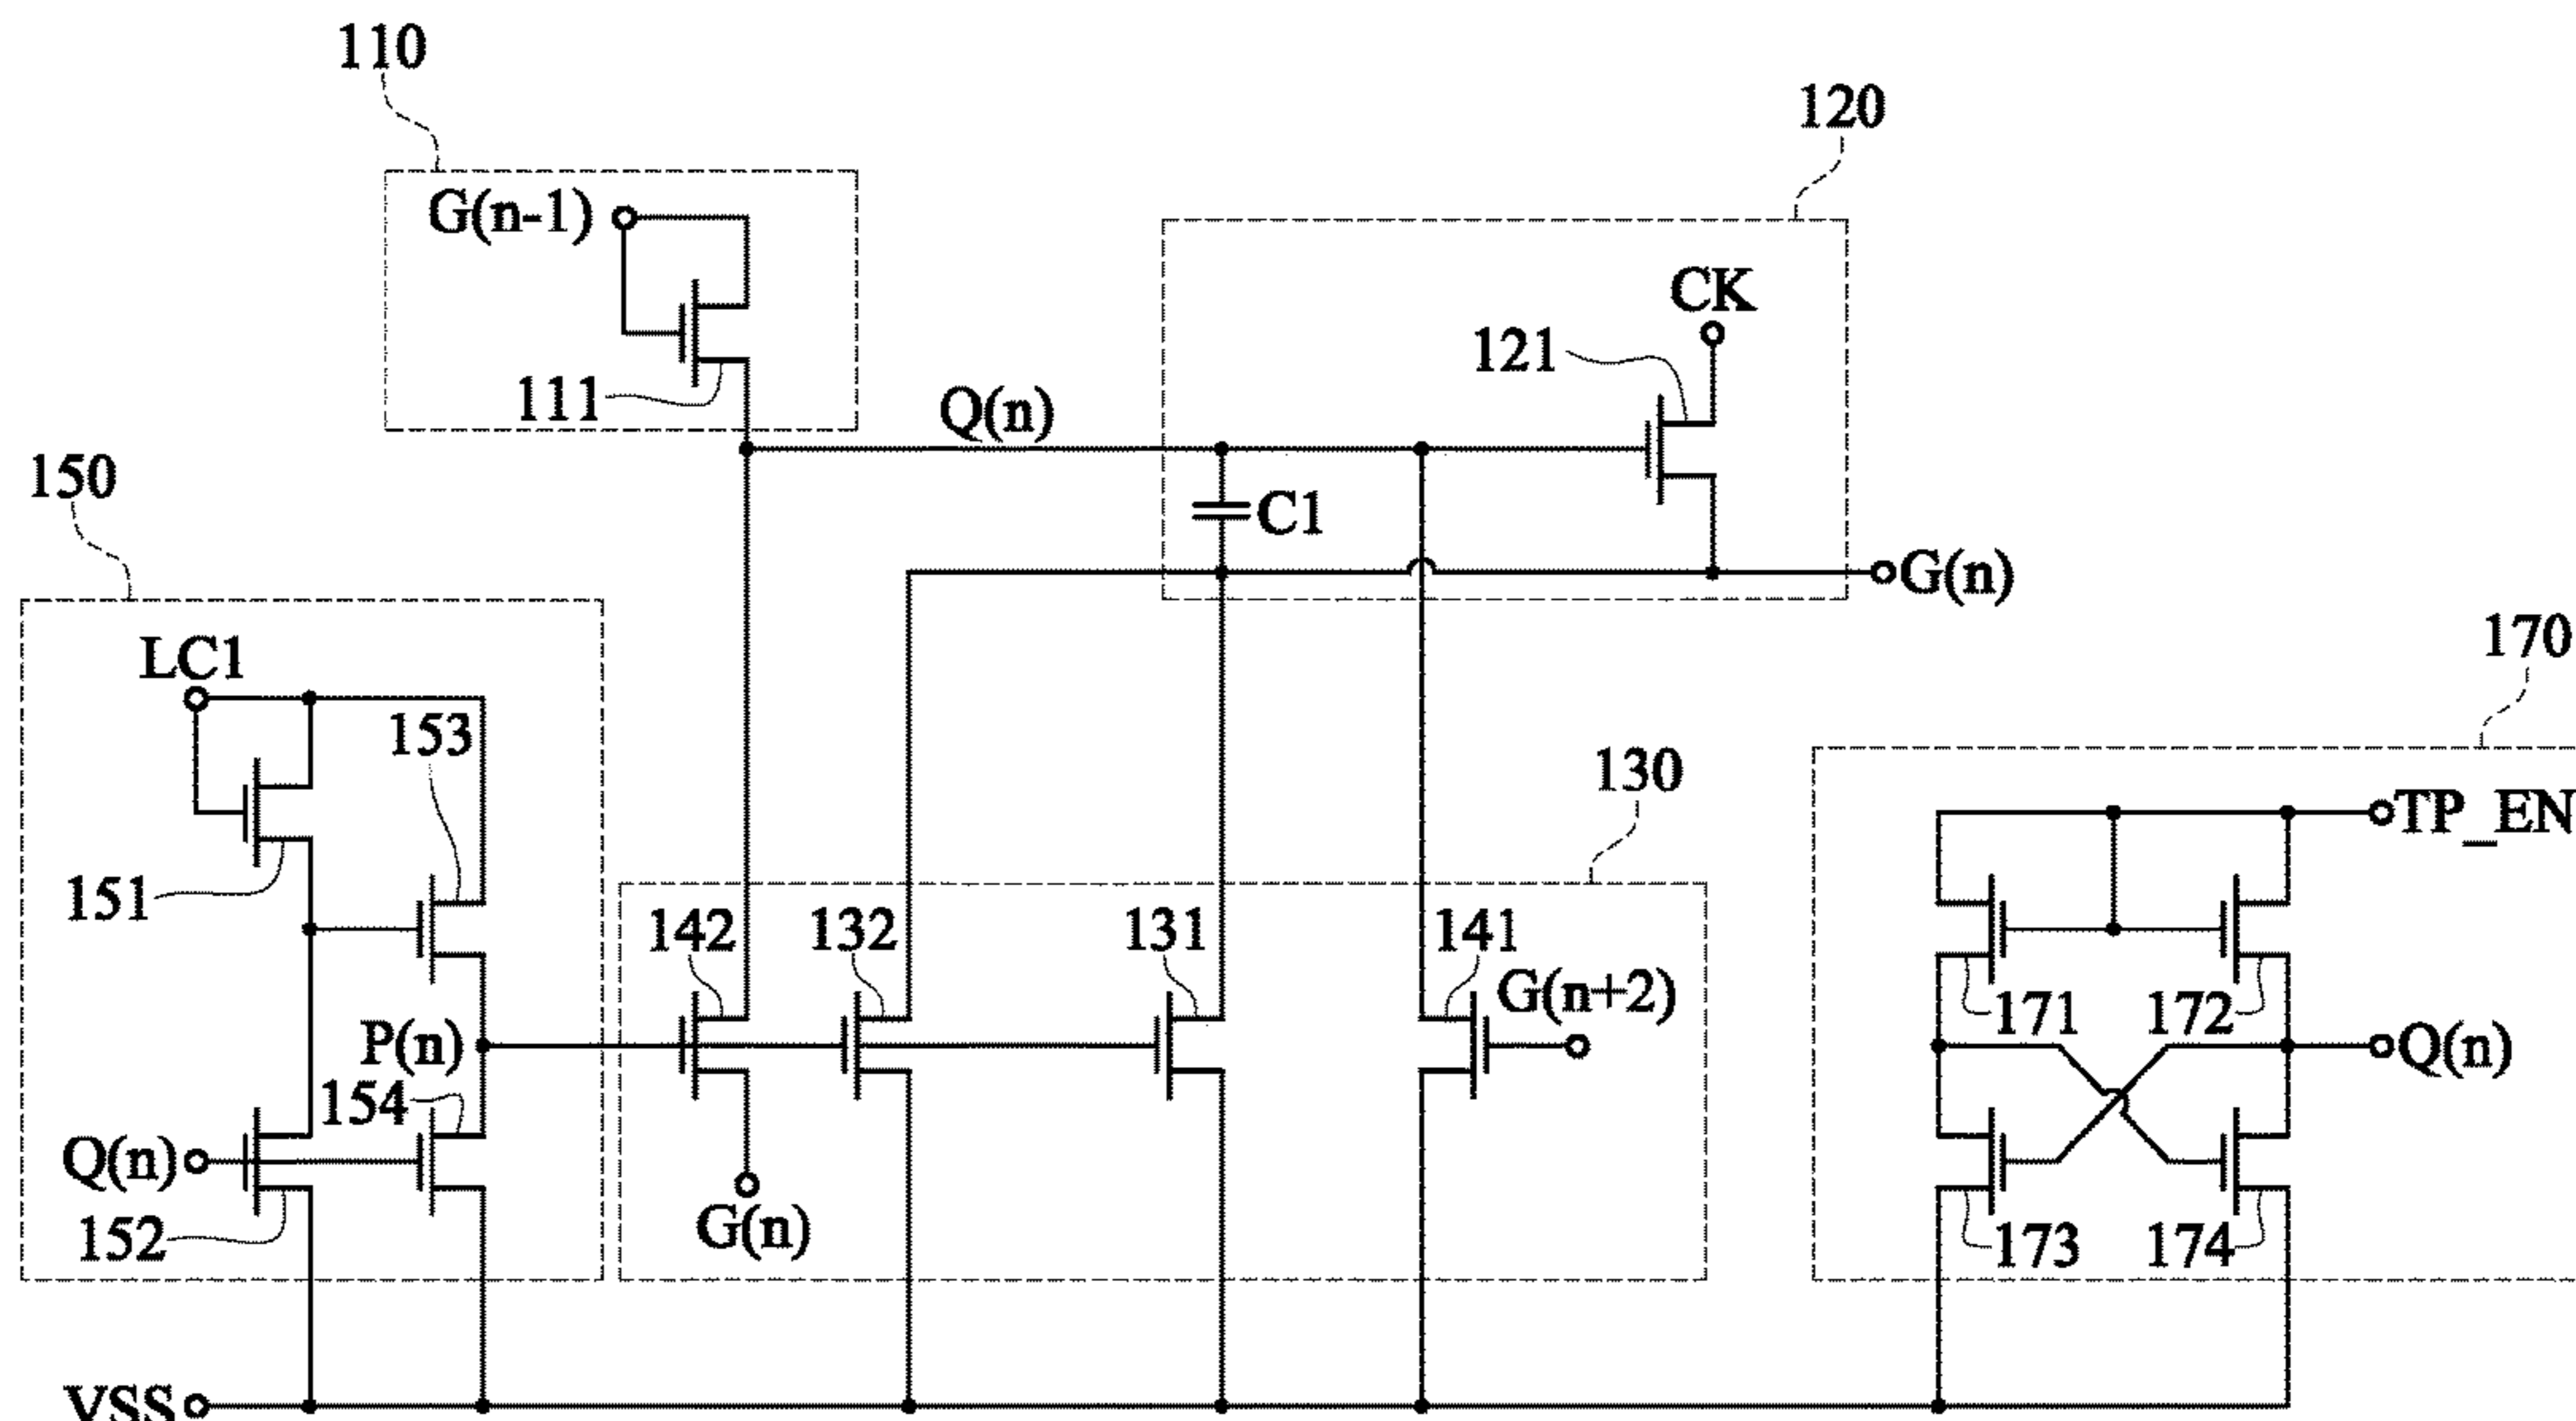 110
120
G(n-1)
CK
121
111
Q(n)
150
C1
G(n)
170
LC1
153
130
TP_EN
151
142
132
131
141
G(n+2)
171
172
P(n)
Q(n)
154
Q(n)
G(n)
152
173
174
VSS